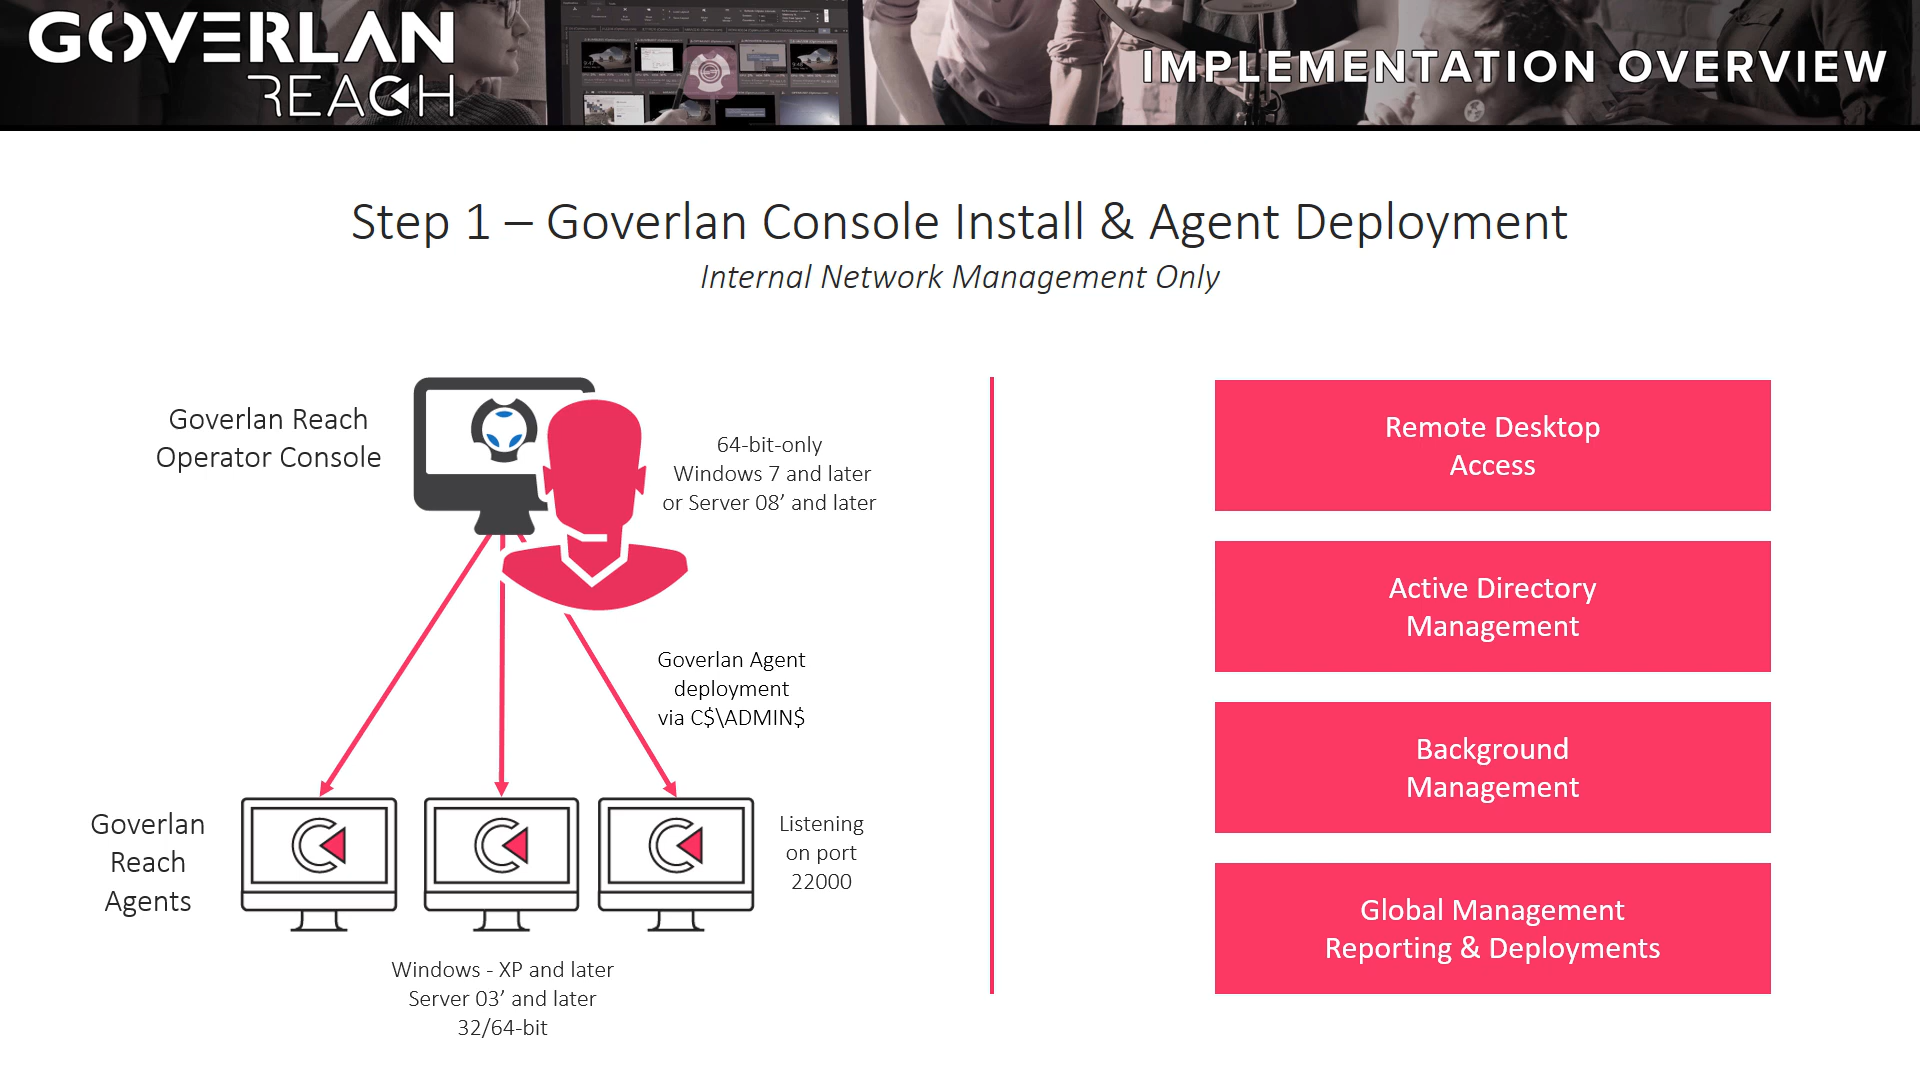 GOVERLAN
REACH
IMPLEMENTATION OVERVIEW
Step 1 – Goverlan Console Install & Agent Deployment
Internal Network Management Only
Goverlan Reach
Operator Console
64-bit-only
Windows 7 and later
or Server 08’ and later
Goverlan Agent
deployment
via C$\ADMIN$
Goverlan
Reach
Agents
Listening
on port
22000
Windows - XP and later
Server 03’ and later
32/64-bit
Remote Desktop
Access
Active Directory
Management
Background
Management
Global Management
Reporting & Deployments